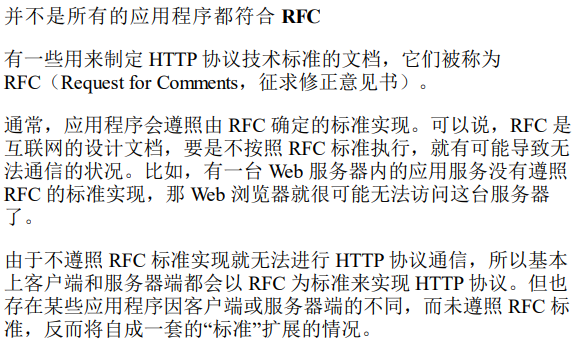 并不是所有的应用程序都符合 RFC
有一些用来制定 HTTP 协议技术标准的文档，它们被称为
RFC（Request for Comments，征求修正意见书）。
通常，应用程序会遵照由 RFC 确定的标准实现。可以说，RFC 是
互联网的设计文档，要是不按照 RFC 标准执行，就有可能导致无
法通信的状况。比如，有一台 Web 服务器内的应用服务没有遵照
RFC 的标准实现，那 Web 浏览器就很可能无法访问这台服务器
了。
由于不遵照 RFC 标准实现就无法进行 HTTP 协议通信，所以基本
上客户端和服务器端都会以 RFC 为标准来实现 HTTP 协议。但也
存在某些应用程序因客户端或服务器端的不同，而未遵照 RFC 标
准，反而将自成一套的“标准”扩展的情况。